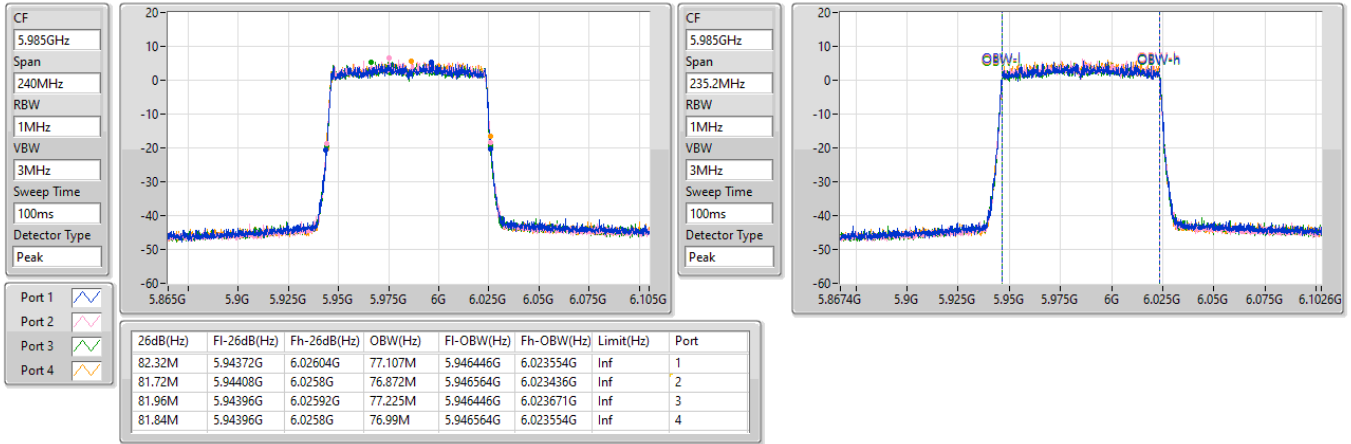 CF
5.985GHz
Span
240MHz
RBW
1MHz
VBW
3MHz
Sweep Time
100ms
Detector Type
Peak
20
10
0
-10
-20
-30
-40
-50
-60
5.865G 5.9G 5.925G 5.95G 5.975G 6G 6.025G 6.05G 6.075G 6.105G
CF
5.985GHz
Span
235.2MHz
RBW
1MHz
VBW
3MHz
Sweep Time
100ms
Detector Type
Peak
20
10
0
-10
-20
-30
-40
-50
-60
OBW-l OBW-h
5.8674G 5.9G 5.925G 5.95G 5.975G 6G 6.025G 6.05G 6.075G 6.1026G
Port 1
Port 2
Port 3
Port 4
26dB(Hz) Fl-26dB(Hz) Fh-26dB(Hz) OBW(Hz) Fl-OBW(Hz) Fh-OBW(Hz) Limit(Hz) Port
82.32M 5.94372G 6.02604G 77.107M 5.946446G 6.023554G Inf 1
81.72M 5.94408G 6.0258G 76.872M 5.946564G 6.023436G Inf 2
81.96M 5.94396G 6.02592G 77.225M 5.946446G 6.023671G Inf 3
81.84M 5.94396G 6.0258G 76.99M 5.946564G 6.023554G Inf 4